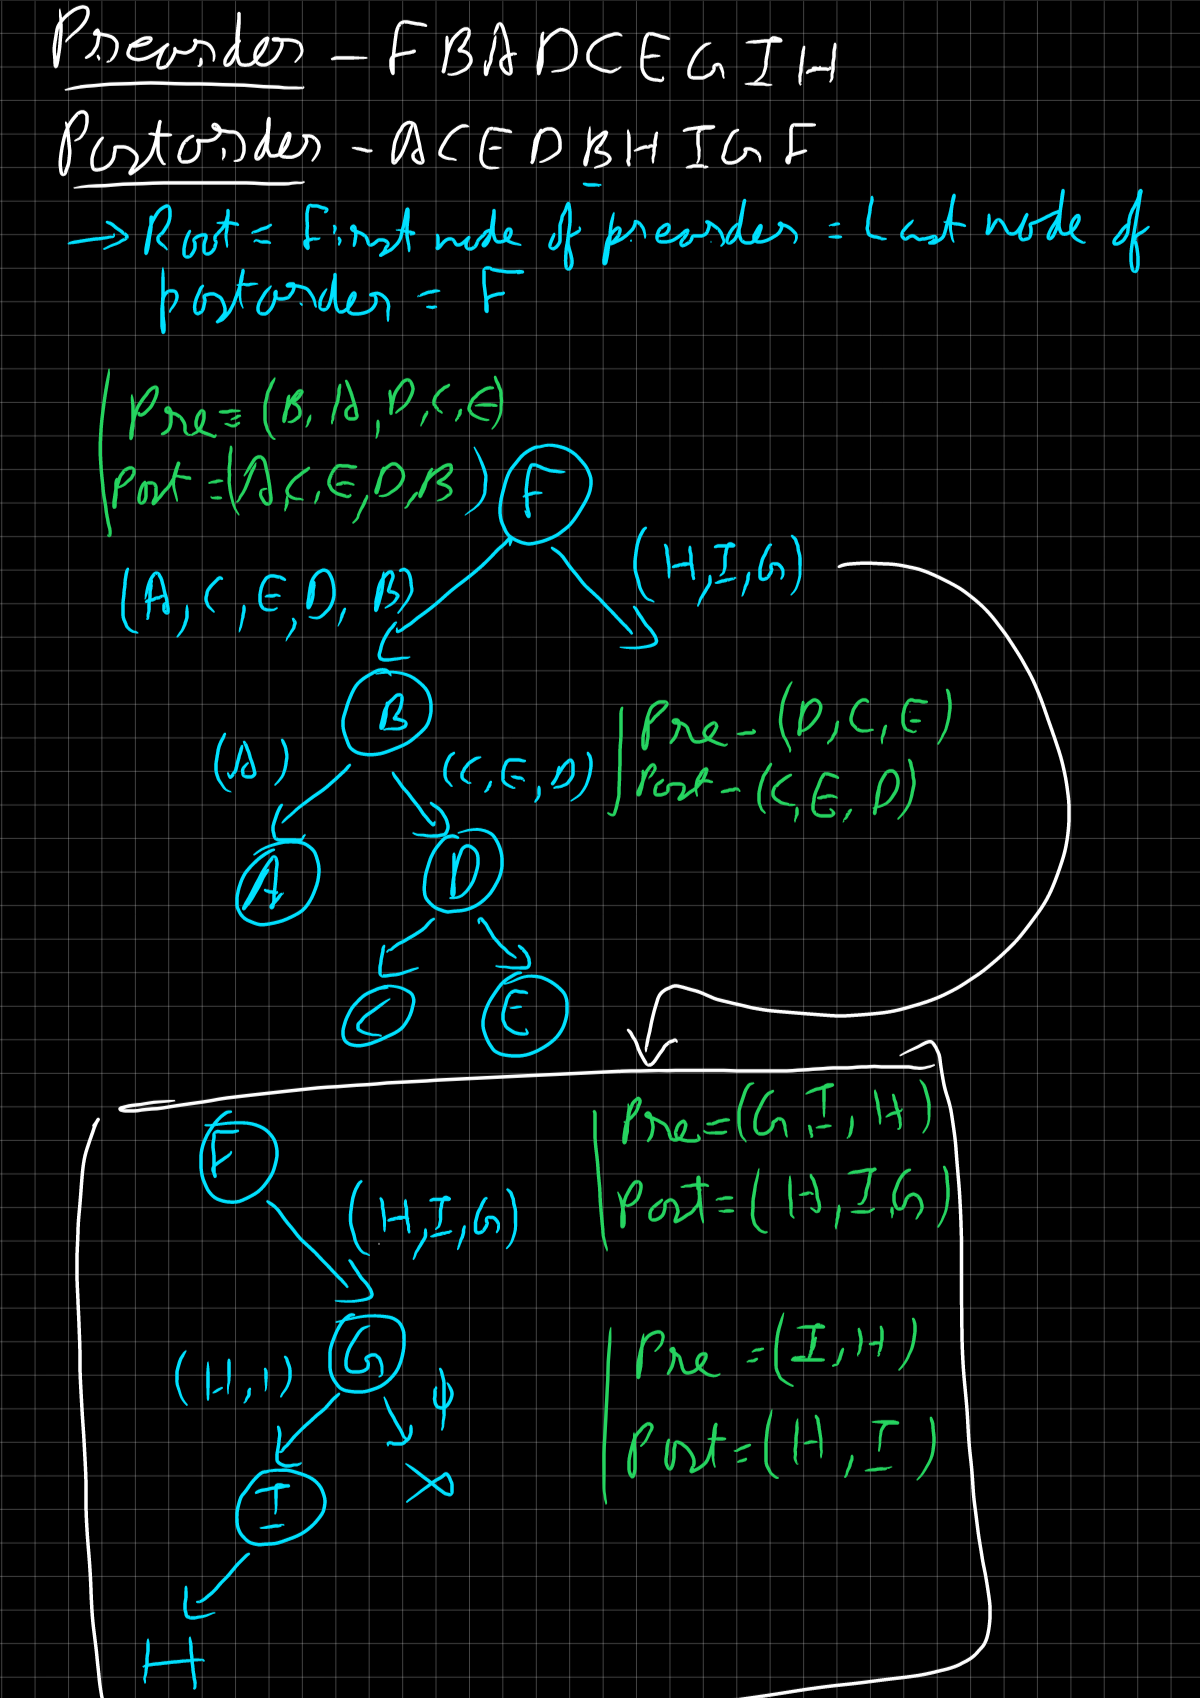 Preorder - F B A D C E G I H
Postorder - A C E D B H I G F
→ Root = First node of preorder = Last node of
postorder = F
Pre = (B, A, D, C, E)
Post = (A C, E, D, B)
F
(H, I, G)
(A, C, E, D, B)
B
Pre - (D, C, E)
(A)
(C, E, D)
Post - (C, E, D)
A
D
C
E
F
Pre = (G I, H)
(H, I, G)
Post = (H, I, G)
G
(H, I)
ϕ
Pre = (I, H)
Post = (H, I)
I
H